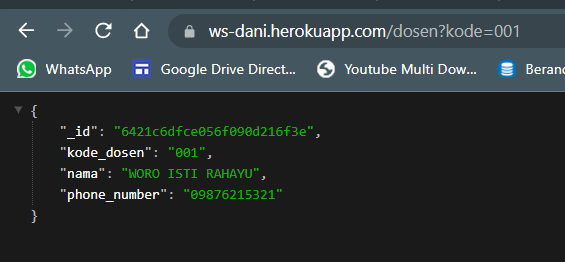 ws-dani.herokuapp.com/dosen?kode=001
WhatsApp Google Drive Direct... Youtube Multi Dow... Beran
{
"_id": "6421c6dfce056f090d216f3e",
"kode_dosen": "001",
"nama": "WORO ISTI RAHAYU",
"phone_number": "09876215321"
}